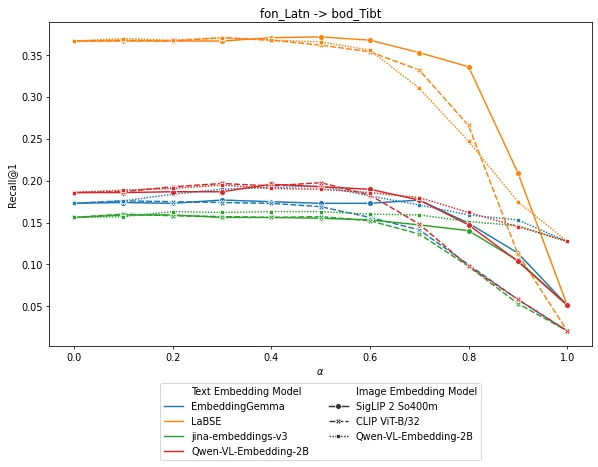 fon_Latn -> bod_Tibt
Recall@1
0.35
0.30
0.25
0.20
0.15
0.10
0.05
0.0 0.2 0.4 0.6 0.8 1.0
α
Text Embedding Model Image Embedding Model
EmbeddingGemma SigLIP 2 So400m
LaBSE CLIP ViT-B/32
jina-embeddings-v3 Qwen-VL-Embedding-2B
Qwen-VL-Embedding-2B